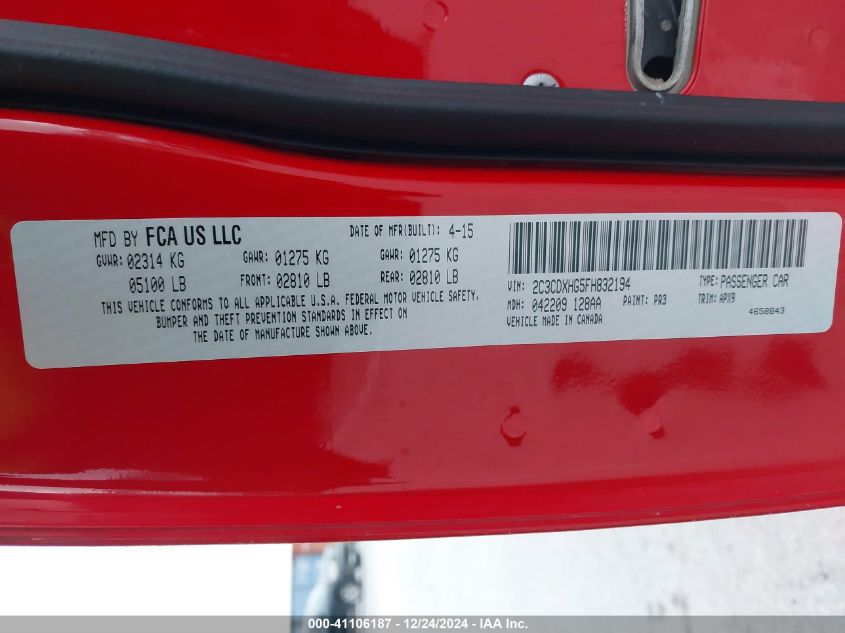 MFD BY FCA US LLC DATE OF MFR(BUILT): 4-15
GVWR: 02314 KG GAWR: 01275 KG GAWR: 01275 KG
05100 LB FRONT: 02810 LB REAR: 02810 LB
THIS VEHICLE CONFORMS TO ALL APPLICABLE U.S.A. FEDERAL MOTOR VEHICLE SAFETY,
BUMPER AND THEFT PREVENTION STANDARDS IN EFFECT ON
THE DATE OF MANUFACTURE SHOWN ABOVE.
VIN: 2C3CDXHG5FH832194 TYPE: PASSENGER CAR
MDH: 042209 128AA PAINT: PR3 TRIM: APX9
VEHICLE MADE IN CANADA 4658843
000-41106187 - 12/24/2024 - IAA Inc.